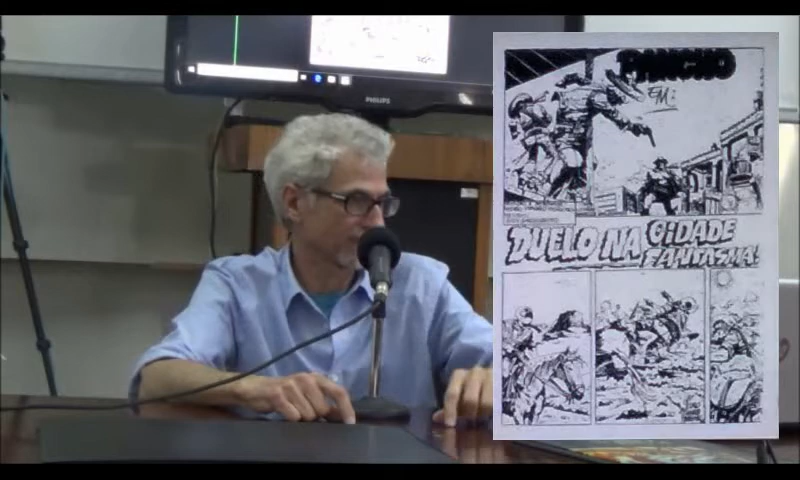 PHILIPS
PANCHO
EM:
DUELO NA CIDADE
FANTASMA!